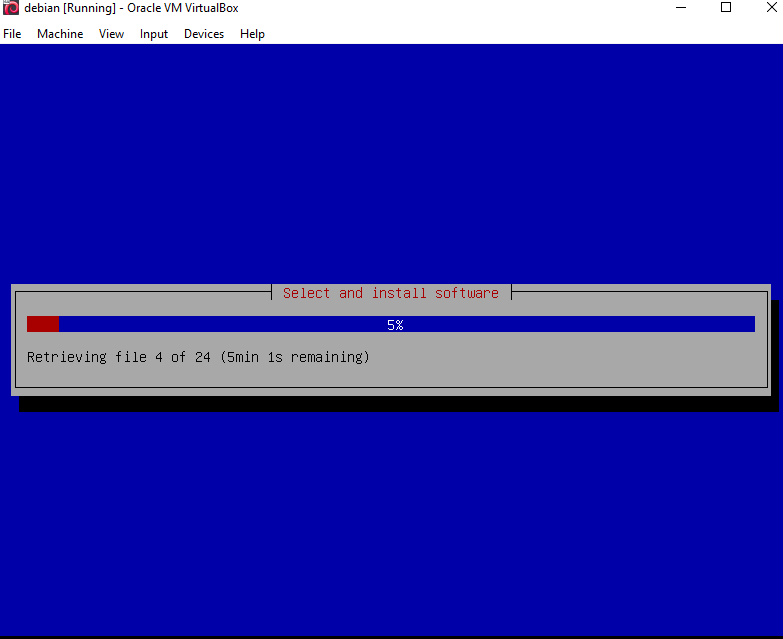 debian [Running] - Oracle VM VirtualBox
File Machine View Input Devices Help
Select and install software
5%
Retrieving file 4 of 24 (5min 1s remaining)